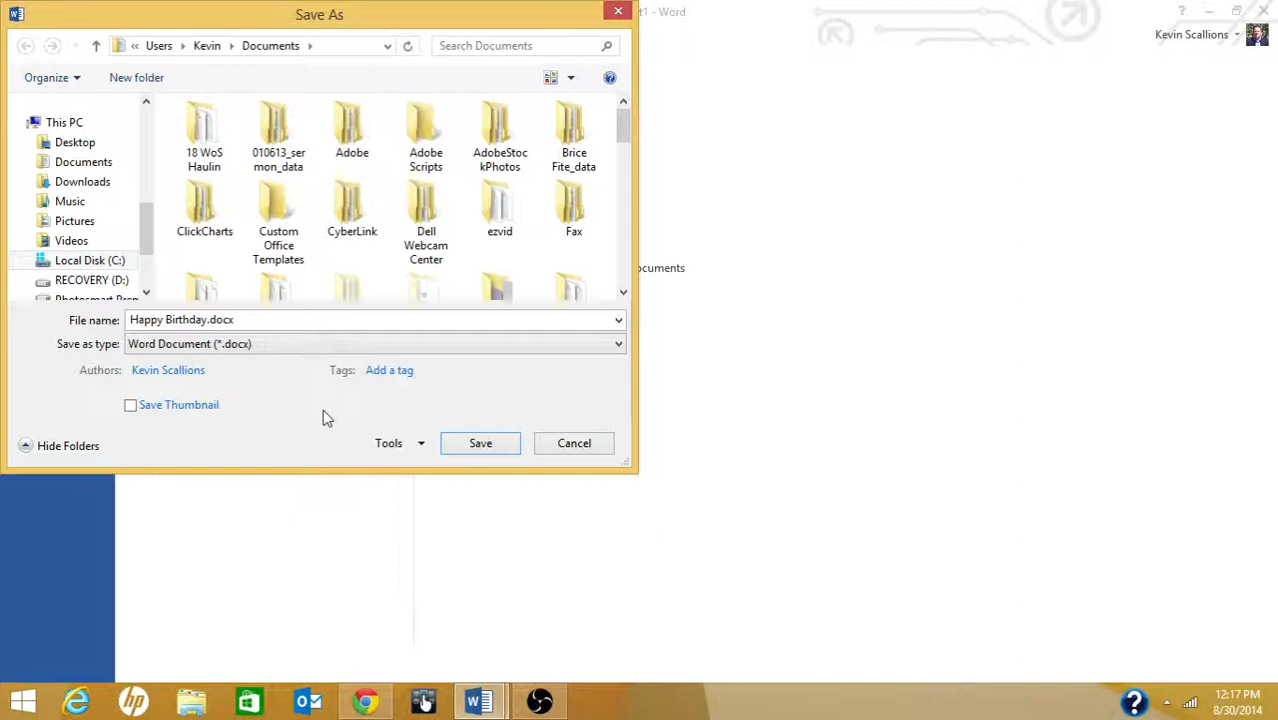 Save As
t1 - Word
?
Kevin Scallions
« Users Kevin Documents
Search Documents
Organize
New folder
?
This PC
Desktop
Documents
Downloads
Music
Pictures
Videos
Local Disk (C:)
RECOVERY (D:)
18 WoS Haulin
010613_ser mon_data
Adobe
Adobe Scripts
AdobeStoc kPhotos
Brice Fite_data
ClickCharts
Custom Office Templates
CyberLink
Dell Webcam Center
ezvid
Fax
ocuments
File name: Happy Birthday.docx
Save as type: Word Document (*.docx)
Authors: Kevin Scallions
Tags: Add a tag
Save Thumbnail
Hide Folders
Tools
Save
Cancel
hp
?
12:17 PM
8/30/2014